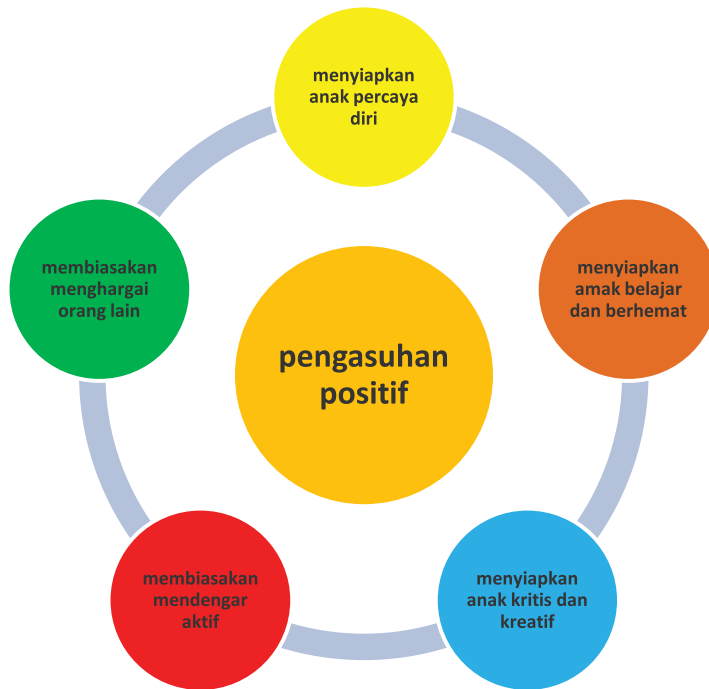 menyiapkan
anak percaya
diri
menyiapkan
amak belajar
dan berhemat
menyiapkan
anak kritis dan
kreatif
membiasakan
mendengar
aktif
membiasakan
menghargai
orang lain
pengasuhan
positif